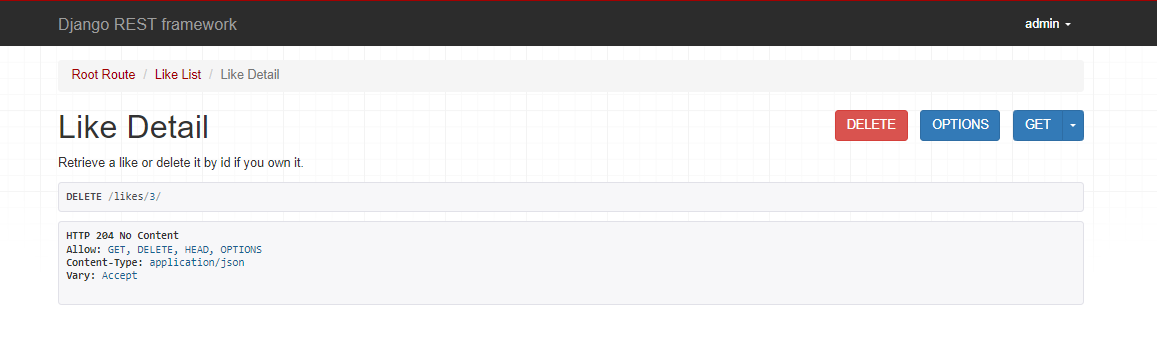 Django REST framework admin
Root Route / Like List / Like Detail
Like Detail DELETE OPTIONS GET
Retrieve a like or delete it by id if you own it.
DELETE /likes/3/
HTTP 204 No Content
Allow: GET, DELETE, HEAD, OPTIONS
Content-Type: application/json
Vary: Accept